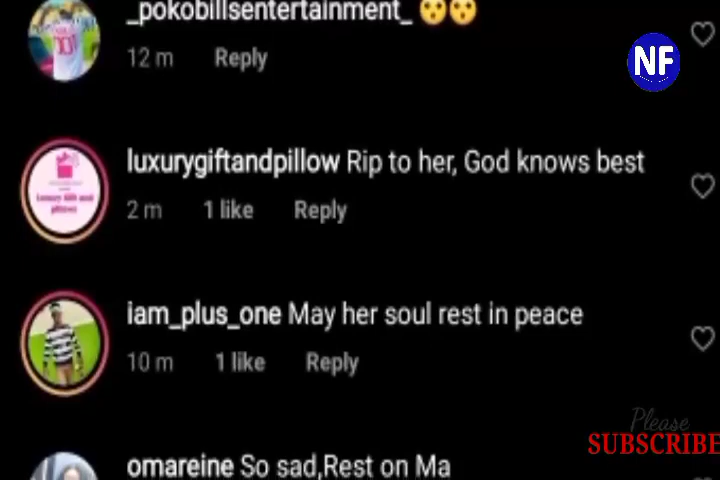 _pokobillsentertainment_ 😯😯
12 m Reply
NF
luxurygiftandpillow Rip to her, God knows best
2 m 1 like Reply
iam_plus_one May her soul rest in peace
10 m 1 like Reply
Please
SUBSCRIBE
omareine So sad,Rest on Ma